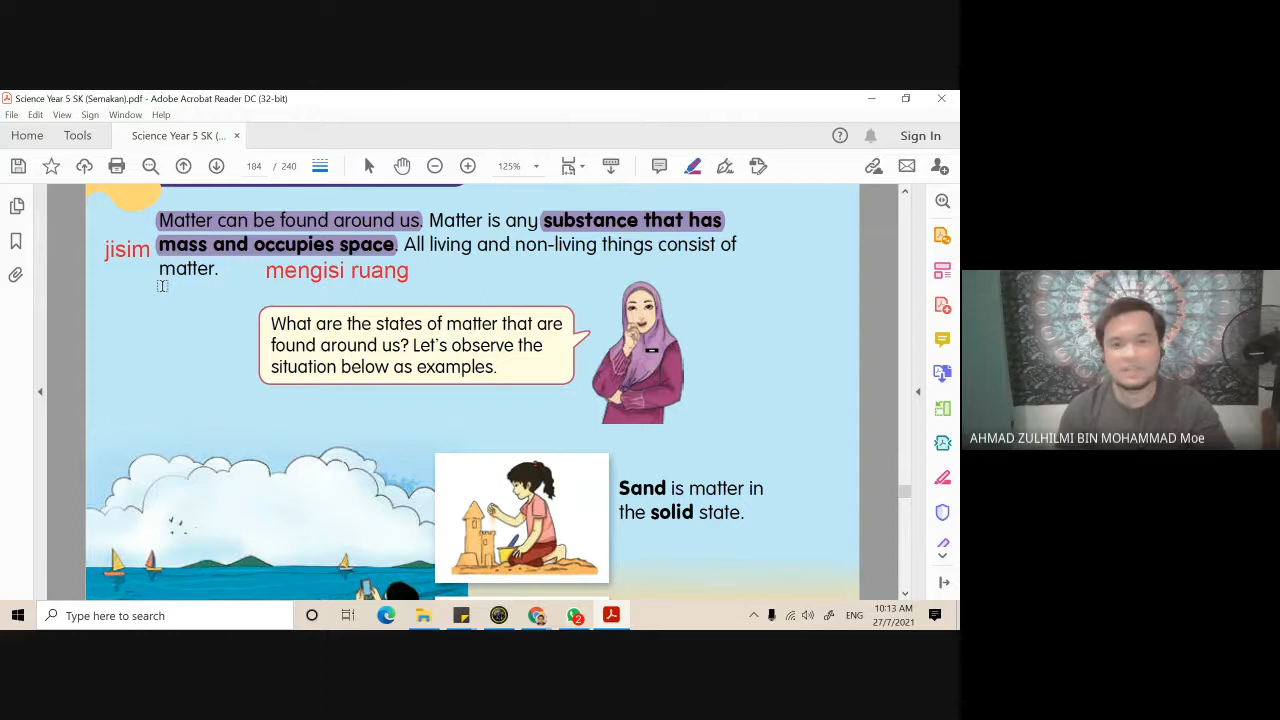 Science Year 5 SK (Semakan).pdf - Adobe Acrobat Reader DC (32-bit)
File Edit View Sign Window Help
Home Tools Science Year 5 SK (... × Sign In
184 / 240 125%
Matter can be found around us. Matter is any substance that has
jisim mass and occupies space. All living and non-living things consist of
matter. mengisi ruang
What are the states of matter that are
found around us? Let's observe the
situation below as examples.
AHMAD ZULHILMI BIN MOHAMMAD Moe
Sand is matter in
the solid state.
Type here to search 2 ENG 10:13 AM
27/7/2021